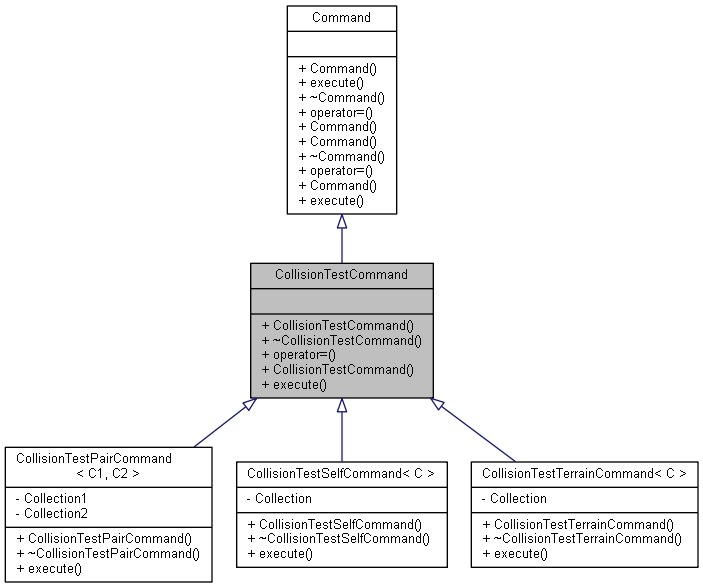 Command
+ Command()
+ execute()
+ ~Command()
+ operator=()
+ Command()
+ Command()
+ ~Command()
+ operator=()
+ Command()
+ execute()
CollisionTestCommand
+ CollisionTestCommand()
+ ~CollisionTestCommand()
+ operator=()
+ CollisionTestCommand()
+ execute()
CollisionTestPairCommand
< C1, C2 >
- Collection1
- Collection2
+ CollisionTestPairCommand()
+ ~CollisionTestPairCommand()
+ execute()
CollisionTestSelfCommand< C >
- Collection
+ CollisionTestSelfCommand()
+ ~CollisionTestSelfCommand()
+ execute()
CollisionTestTerrainCommand< C >
- Collection
+ CollisionTestTerrainCommand()
+ ~CollisionTestTerrainCommand()
+ execute()